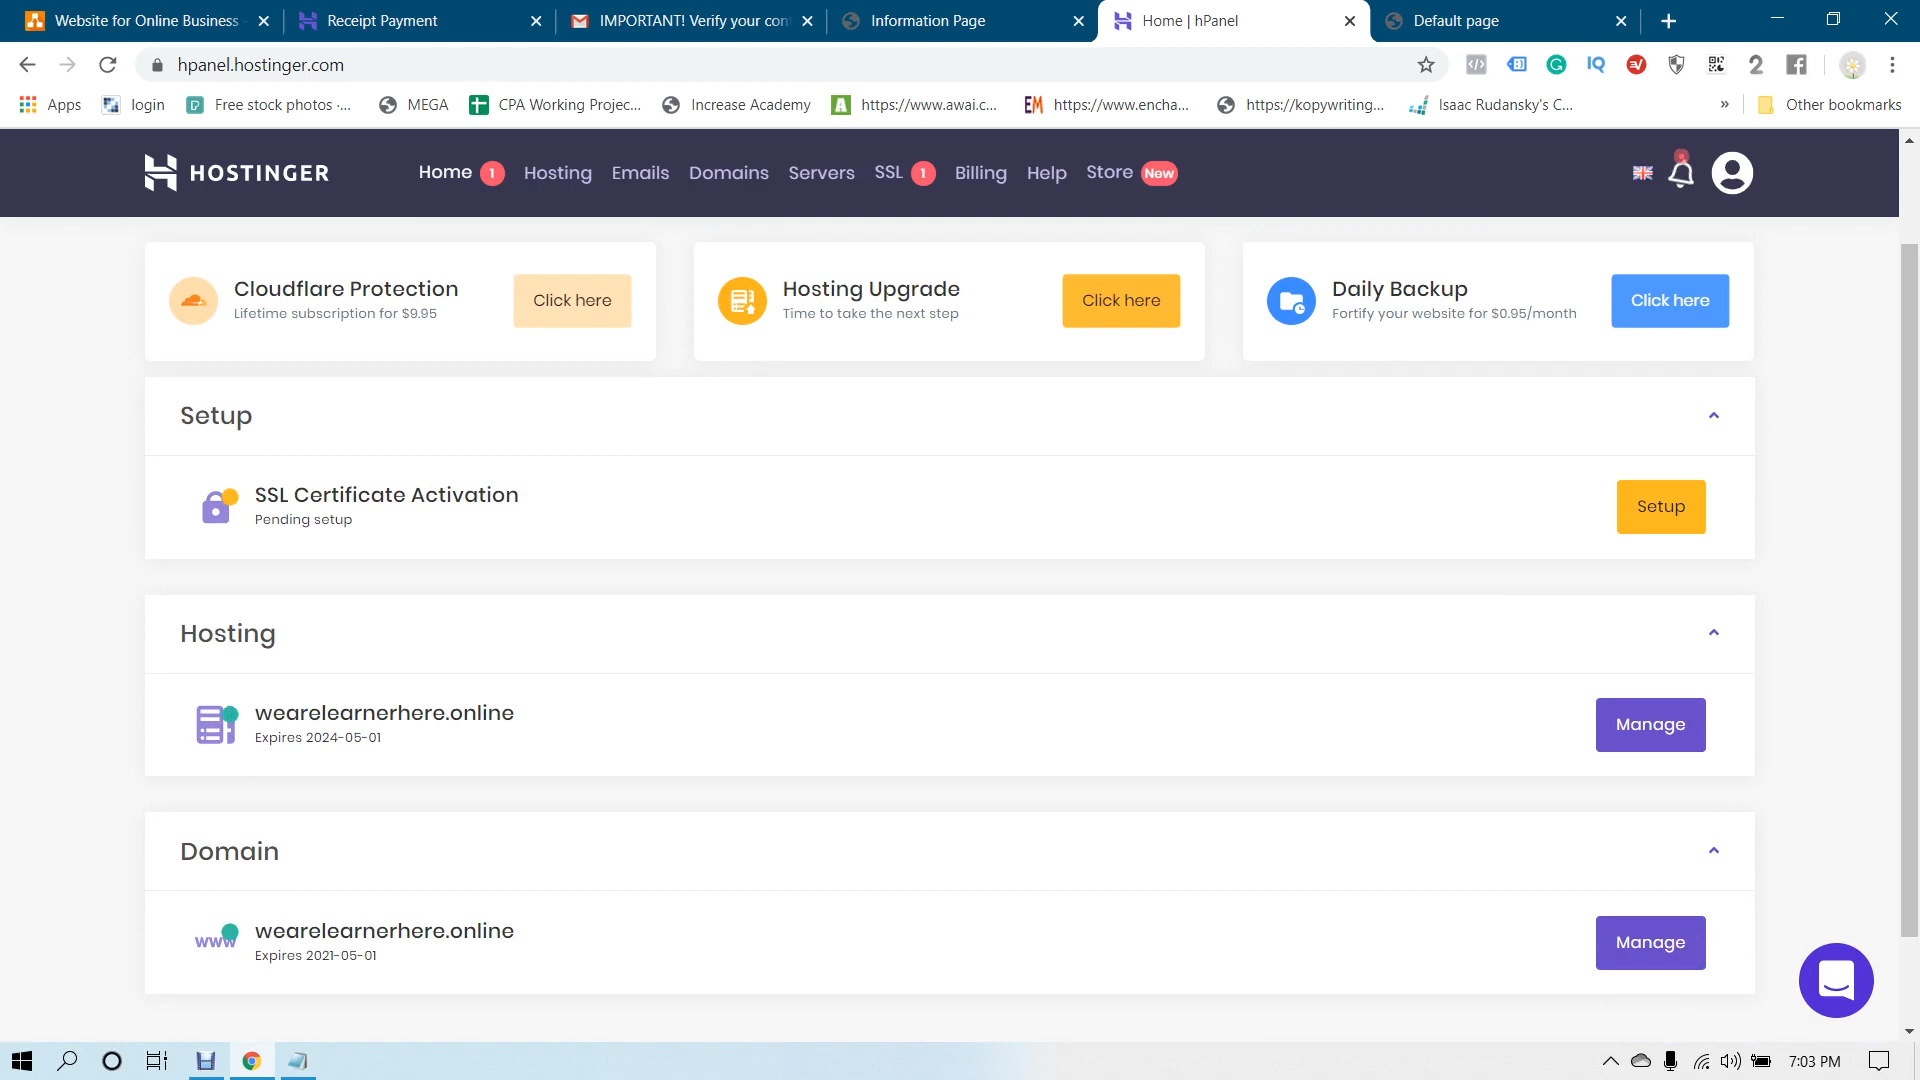 Website for Online Business
Receipt Payment
IMPORTANT! Verify your con
Information Page
Home | hPanel
Default page
hpanel.hostinger.com
Apps
login
Free stock photos ·...
MEGA
CPA Working Projec...
Increase Academy
https://www.awai.c...
https://www.encha...
https://kopywriting...
Isaac Rudansky's C...
»
Other bookmarks
HOSTINGER
Home 1
Hosting
Emails
Domains
Servers
SSL 1
Billing
Help
Store New
Cloudflare Protection
Lifetime subscription for $9.95
Click here
Hosting Upgrade
Time to take the next step
Click here
Daily Backup
Fortify your website for $0.95/month
Click here
Setup
SSL Certificate Activation
Pending setup
Setup
Hosting
wearelearnerhere.online
Expires 2024-05-01
Manage
Domain
www
wearelearnerhere.online
Expires 2021-05-01
Manage
7:03 PM